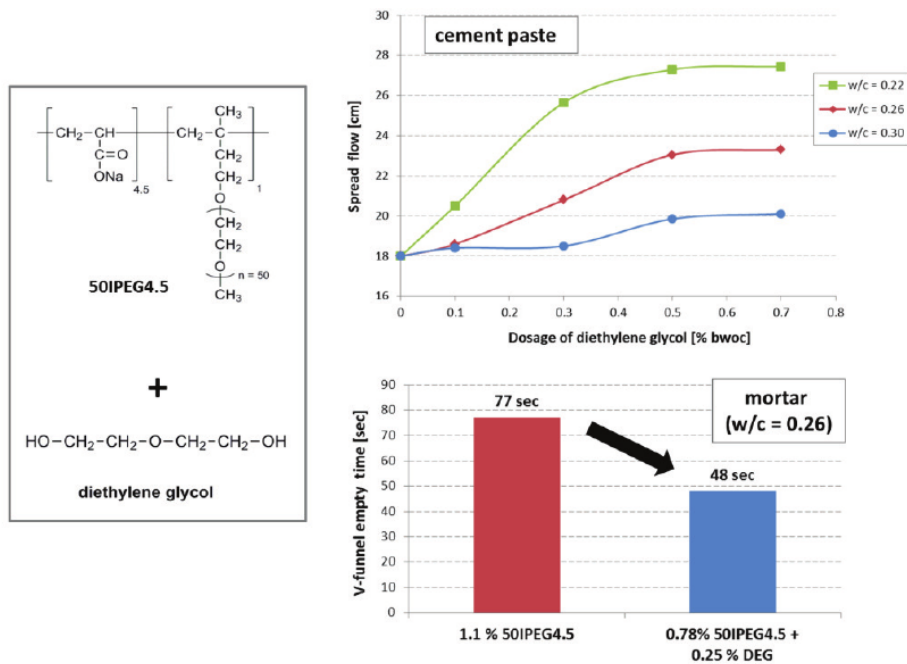 CH₃
CH₂—CH
CH₂
C=O
CH₂
ONa
CH₂
4.5
1
O
CH₂
CH₂
O
n = 50
CH₃
50IPEG4.5
+
HO—CH₂—CH₂—O—CH₂—CH₂—OH
diethylene glycol
cement paste
Spread flow [cm]
30
28
26
24
22
20
18
16
0 0.1 0.2 0.3 0.4 0.5 0.6 0.7 0.8
Dosage of diethylene glycol [% bwoc]
w/c = 0.22
w/c = 0.26
w/c = 0.30
mortar
(w/c = 0.26)
V-funnel empty time [sec]
90
80
70
60
50
40
30
20
10
0
77 sec
48 sec
1.1 % 50IPEG4.5
0.78% 50IPEG4.5 +
0.25 % DEG